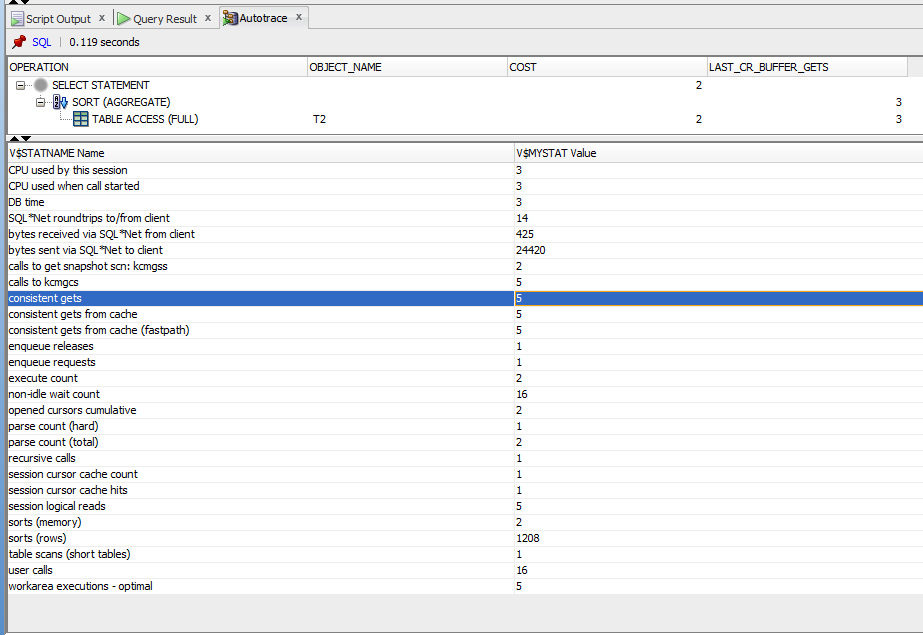 Script Output x Query Result x Autotrace x
SQL | 0.119 seconds
OPERATION OBJECT_NAME COST LAST_CR_BUFFER_GETS
SELECT STATEMENT 2
SORT (AGGREGATE) 3
TABLE ACCESS (FULL) T2 2 3
V$STATNAME Name V$MYSTAT Value
CPU used by this session 3
CPU used when call started 3
DB time 3
SQL*Net roundtrips to/from client 14
bytes received via SQL*Net from client 425
bytes sent via SQL*Net to client 24420
calls to get snapshot scn: kcmgss 2
calls to kcmgcs 5
consistent gets 5
consistent gets from cache 5
consistent gets from cache (fastpath) 5
enqueue releases 1
enqueue requests 1
execute count 2
non-idle wait count 16
opened cursors cumulative 2
parse count (hard) 1
parse count (total) 2
recursive calls 1
session cursor cache count 1
session cursor cache hits 1
session logical reads 5
sorts (memory) 2
sorts (rows) 1208
table scans (short tables) 1
user calls 16
workarea executions - optimal 5